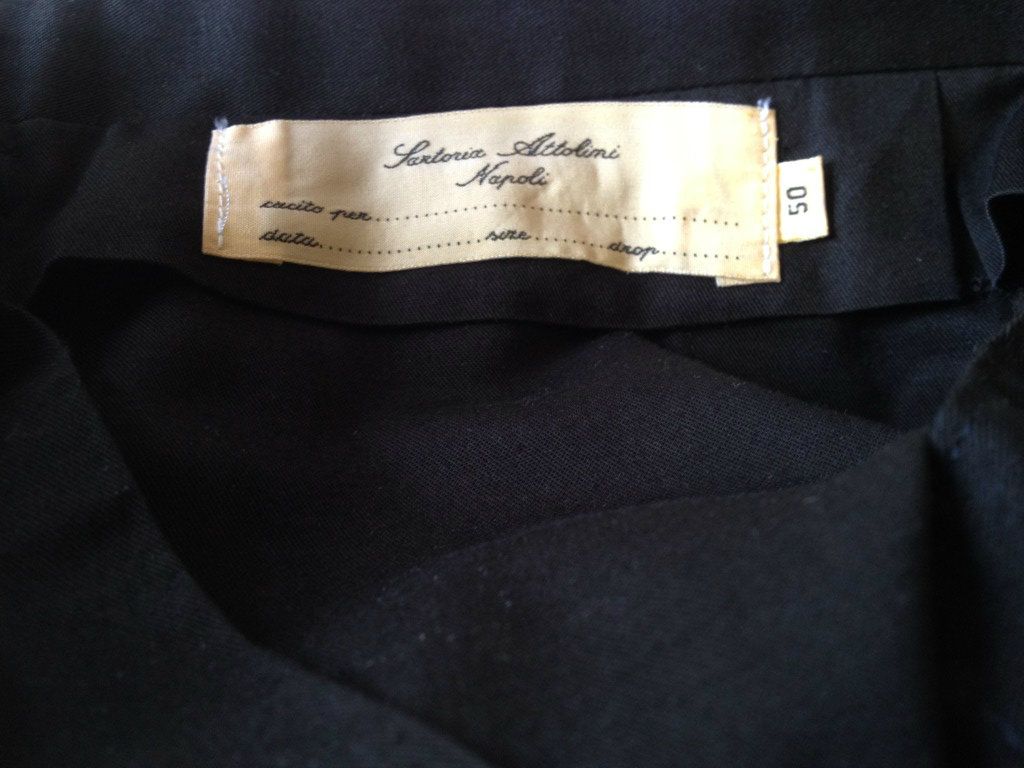 Sartoria Attolini
Napoli
cucito per........................................
data....................size.........drop..........
50